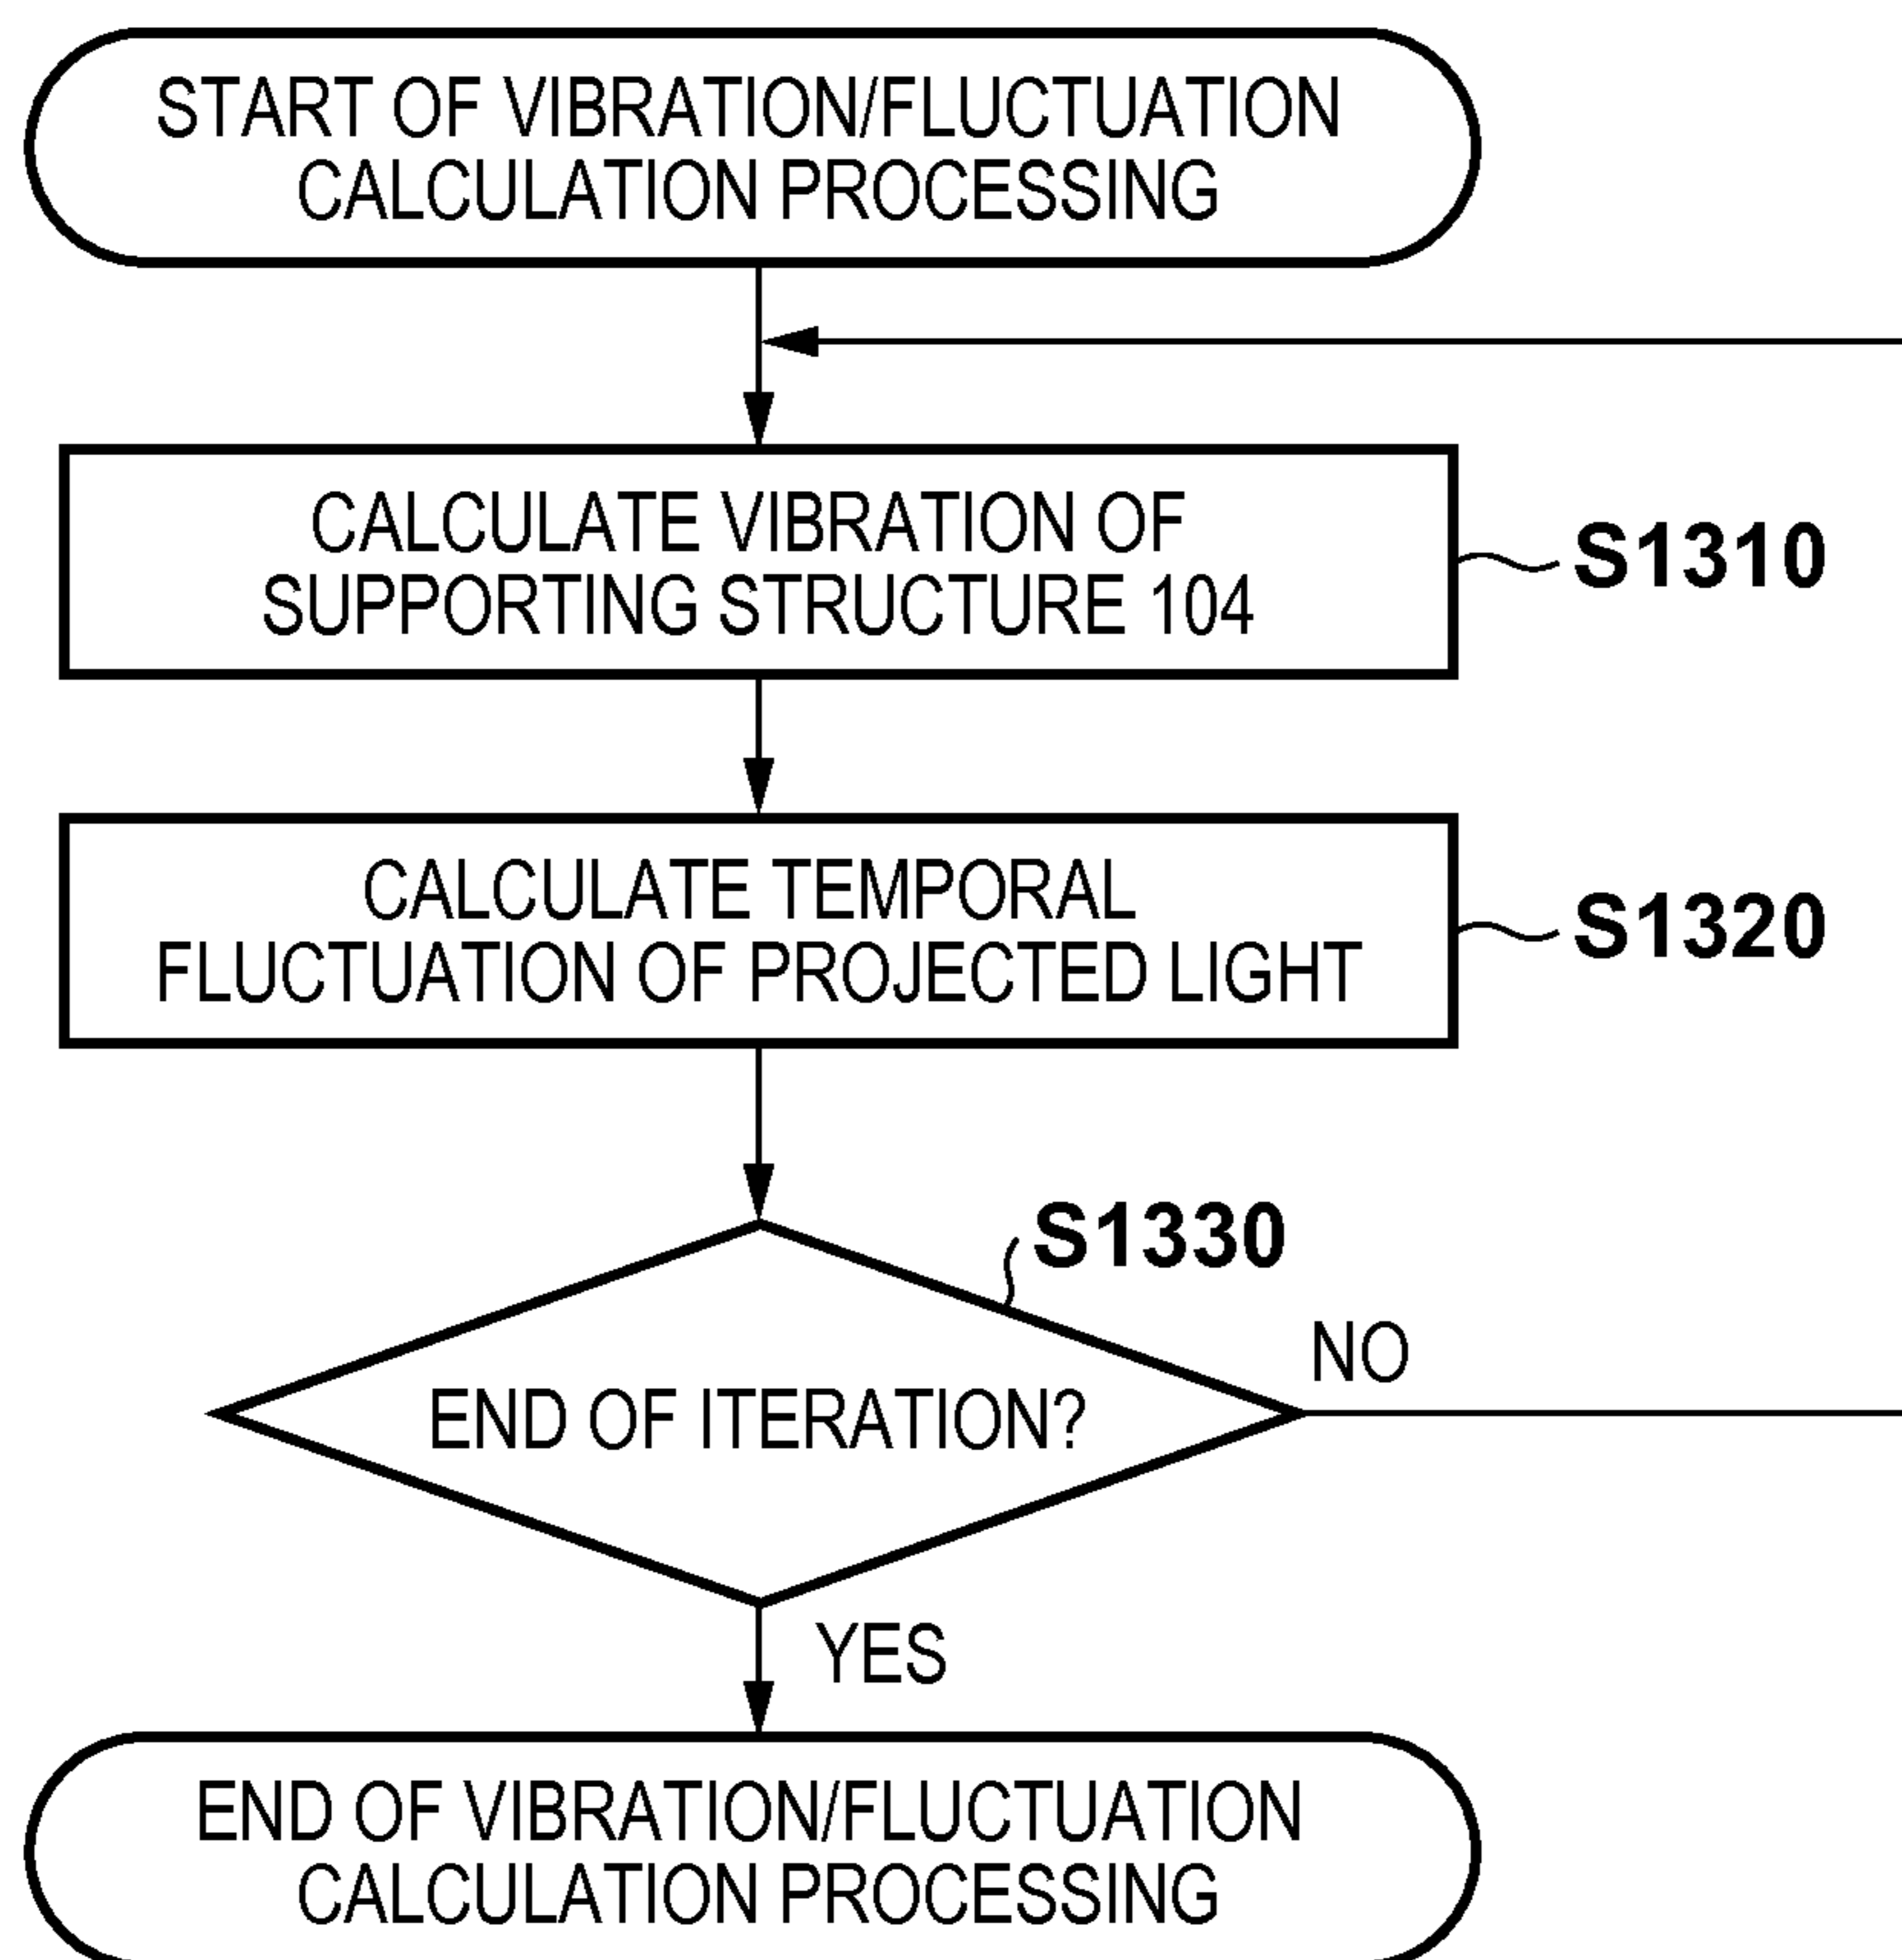 START OF VIBRATION/FLUCTUATION
CALCULATION PROCESSING
CALCULATE VIBRATION OF
SUPPORTING STRUCTURE 104
S1310
CALCULATE TEMPORAL
FLUCTUATION OF PROJECTED LIGHT
S1320
S1330
NO
END OF ITERATION?
YES
END OF VIBRATION/FLUCTUATION
CALCULATION PROCESSING